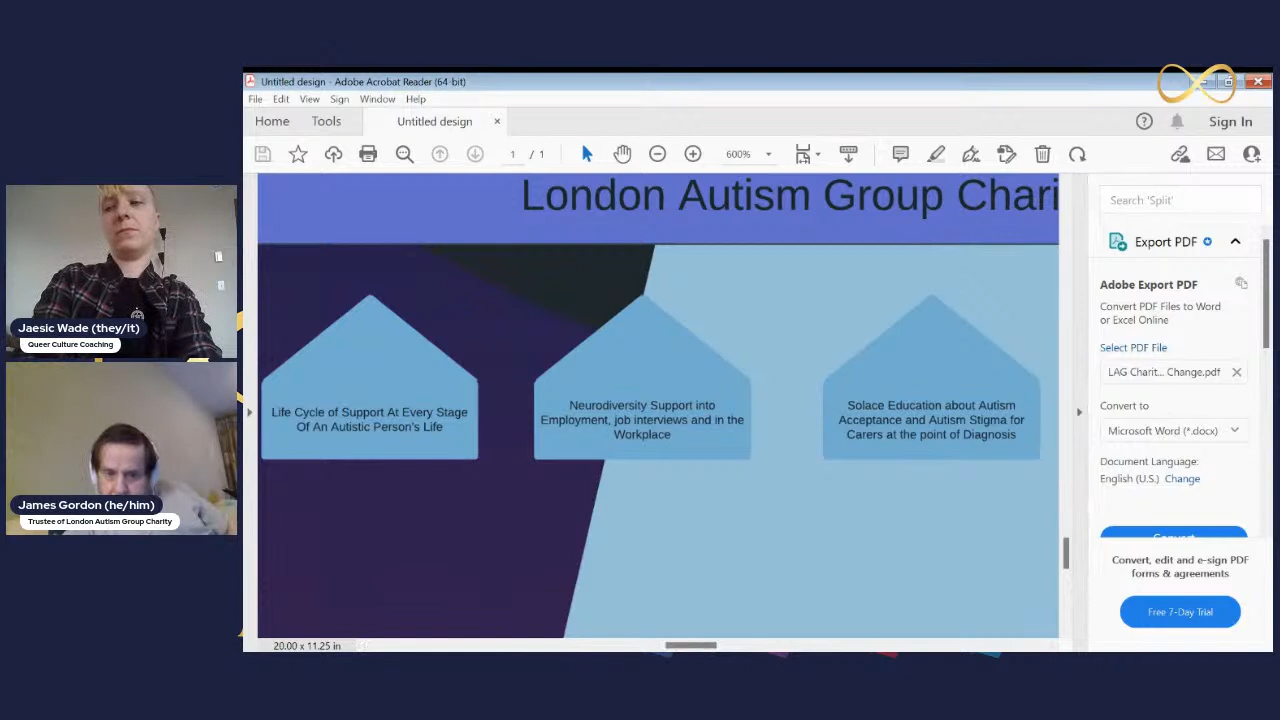 Untitled design - Adobe Acrobat Reader (64-bit)
File Edit View Sign Window Help
Home Tools Untitled design × Sign In
1 / 1 600%
London Autism Group Chari
Life Cycle of Support At Every Stage
Of An Autistic Person's Life
Neurodiversity Support into
Employment, job interviews and in the
Workplace
Solace Education about Autism
Acceptance and Autism Stigma for
Carers at the point of Diagnosis
20.00 x 11.25 in
Search 'Split'
Export PDF
Adobe Export PDF
Convert PDF Files to Word
or Excel Online
Select PDF File
LAG Charit... Change.pdf
Convert to
Microsoft Word (*.docx)
Document Language:
English (U.S.) Change
Convert
Convert, edit and e-sign PDF
forms & agreements
Free 7-Day Trial
Jaesic Wade (they/it)
Queer Culture Coaching
James Gordon (he/him)
Trustee of London Autism Group Charity